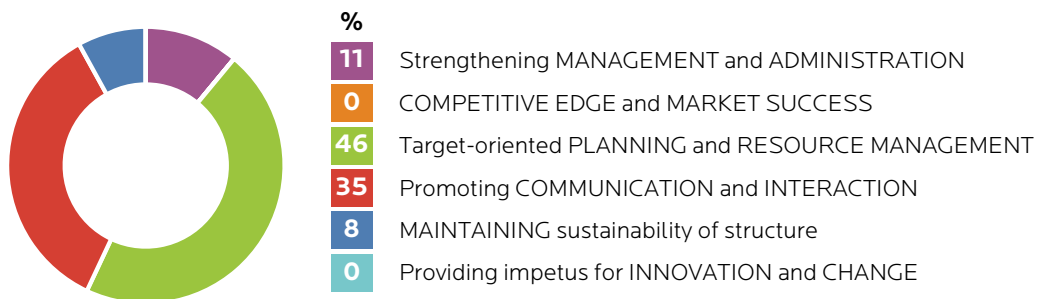 %
11 Strengthening MANAGEMENT and ADMINISTRATION
0 COMPETITIVE EDGE and MARKET SUCCESS
46 Target-oriented PLANNING and RESOURCE MANAGEMENT
35 Promoting COMMUNICATION and INTERACTION
8 MAINTAINING sustainability of structure
0 Providing impetus for INNOVATION and CHANGE